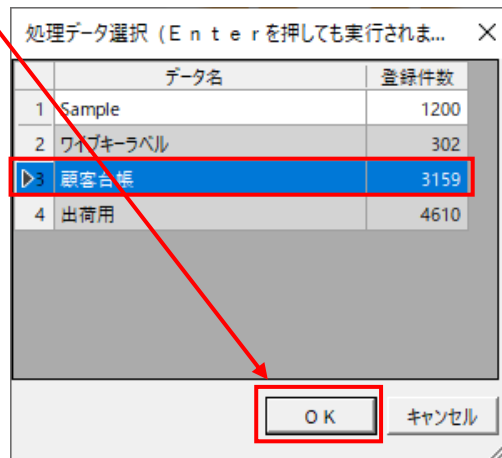 処理データ選択（Ｅｎｔｅｒを押しても実行されま...
データ名 登録件数
1 Sample 1200
2 ワイプキーラベル 302
3 顧客台帳 3159
4 出荷用 4610
ＯＫ キャンセル